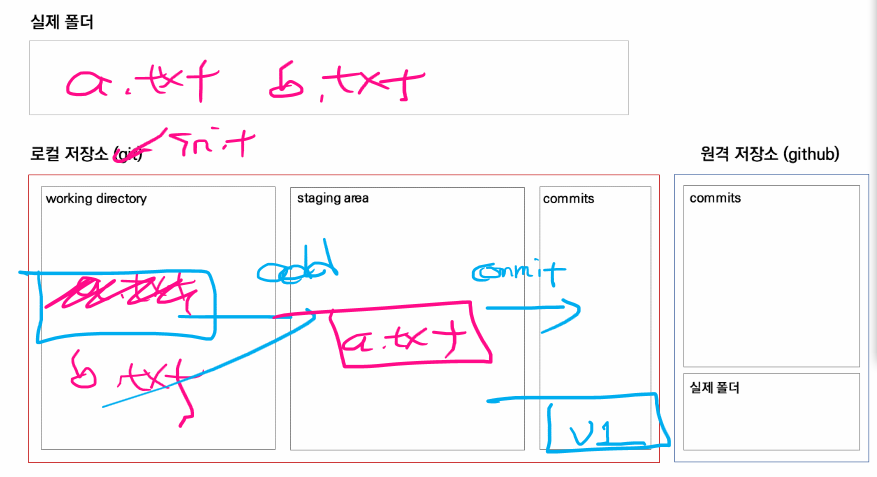 실제 폴더
a.txt b.txt
로컬 저장소 (git) init
원격 저장소 (github)
working directory
staging area
commits
commits
add
commit
a.txt
a.txt
b.txt
실제 폴더
V1